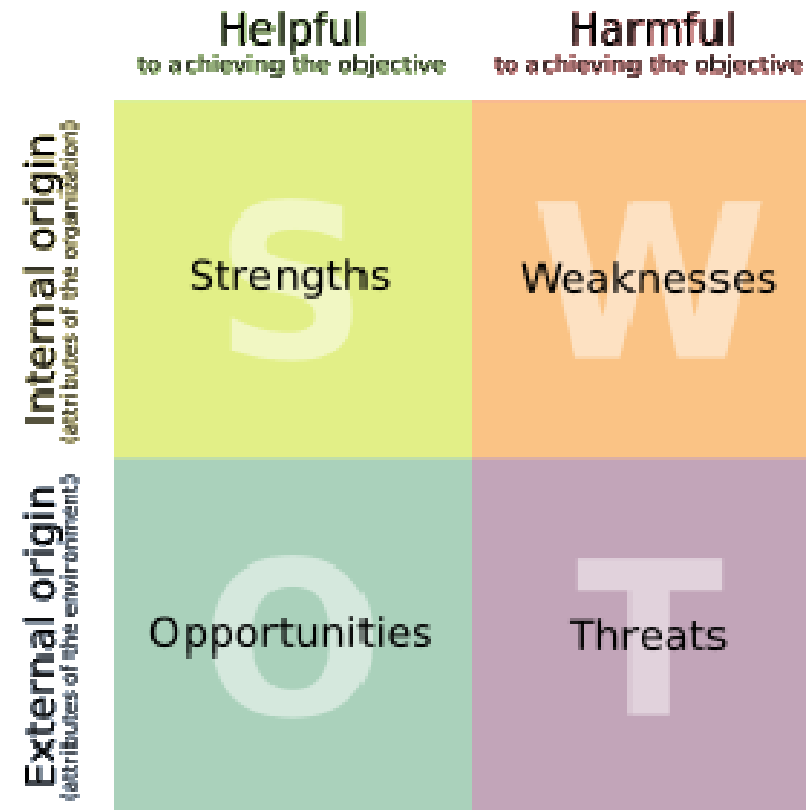 Helpful
to achieving the objective
Harmful
to achieving the objective
Internal origin
(attributes of the organization)
S
Strengths
W
Weaknesses
External origin
(attributes of the environment)
O
Opportunities
T
Threats